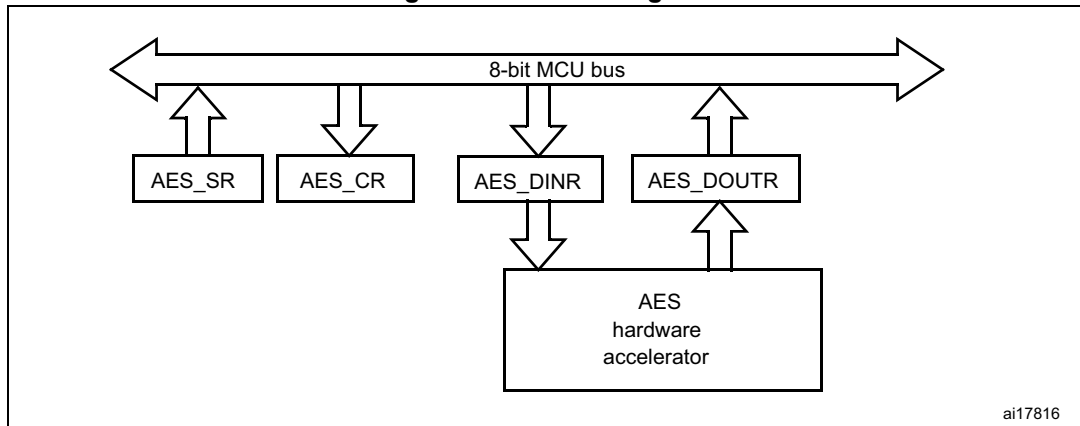 8-bit MCU bus
AES_SR
AES_CR
AES_DINR
AES_DOUTR
AES
hardware
accelerator
ai17816